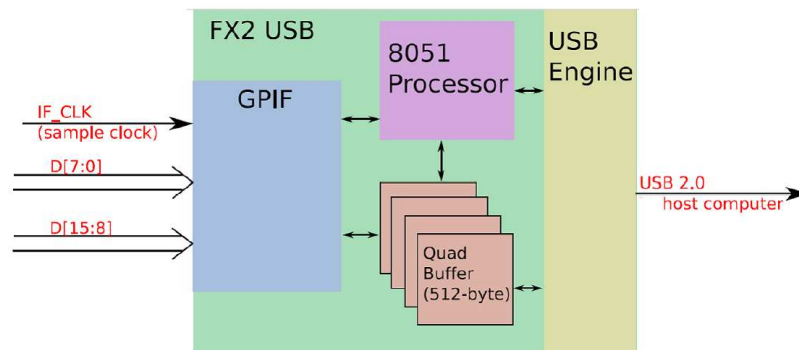 FX2 USB
8051
Processor
USB
Engine
GPIF
IF_CLK
(sample clock)
D[7:0]
D[15:8]
Quad
Buffer
(512-byte)
USB 2.0
host computer